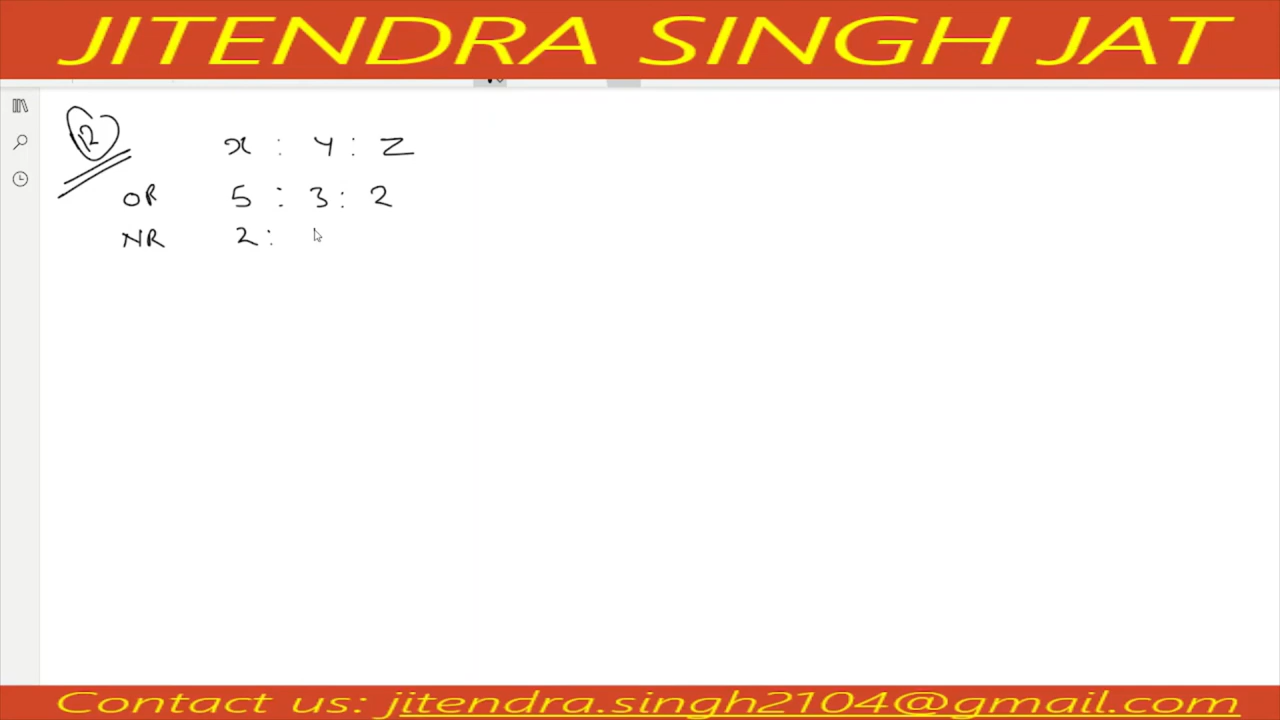 JITENDRA SINGH JAT
12
x : Y : Z
OR 5 : 3 : 2
NR 2 :
Contact us: jitendra.singh2104@gmail.com